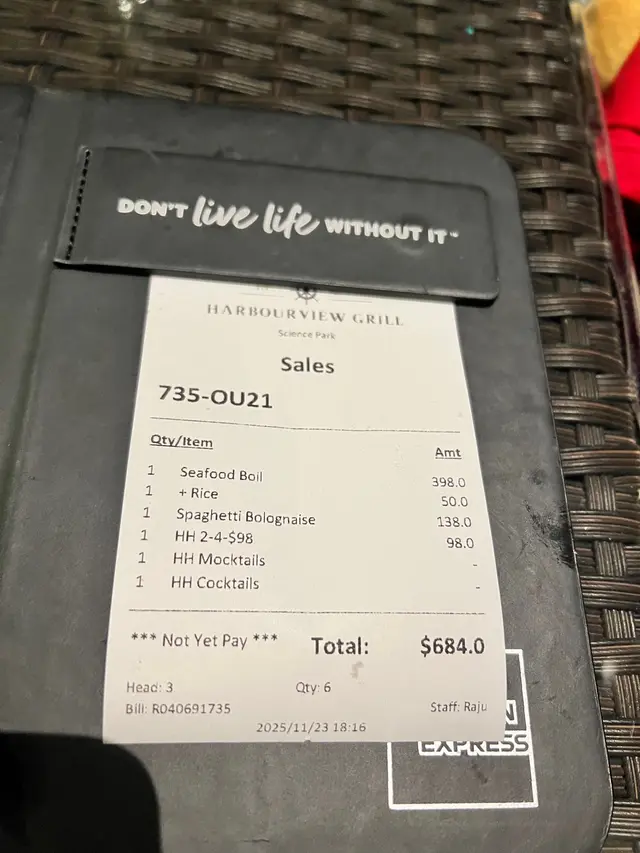 DON'T live life WITHOUT IT™
HARBOURVIEW GRILL
Science Park
Sales
735-OU21
Qty/Item Amt
1 Seafood Boil 398.0
1 + Rice 50.0
1 Spaghetti Bolognaise 138.0
1 HH 2-4-$98 98.0
1 HH Mocktails -
1 HH Cocktails -
*** Not Yet Pay *** Total: $684.0
Head: 3 Qty: 6
Bill: R040691735 Staff: Raju
2025/11/23 18:16
EXPRESS